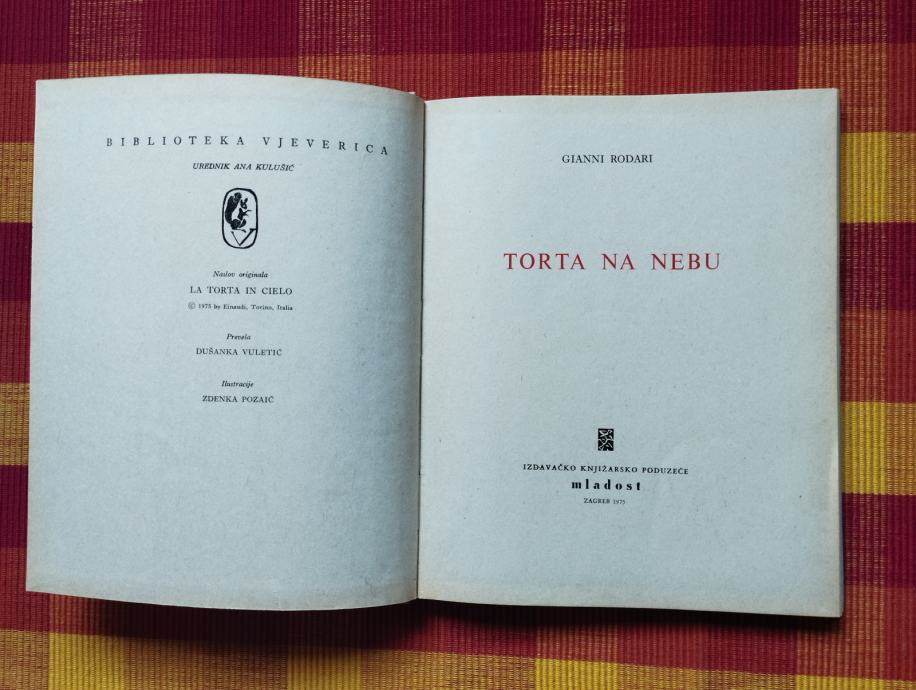 BIBLIOTEKA VJEVERICA
UREDNIK ANA KULUŠIĆ
V
Naslov originala
LA TORTA IN CIELO
© 1975 by Einaudi, Torino, Italia
Prevela
DUŠANKA VULETIĆ
Ilustracije
ZDENKA POZAIĆ
GIANNI RODARI
TORTA NA NEBU
IZDAVAČKO KNJIŽARSKO PODUZEĆE
mladost
ZAGREB 1975